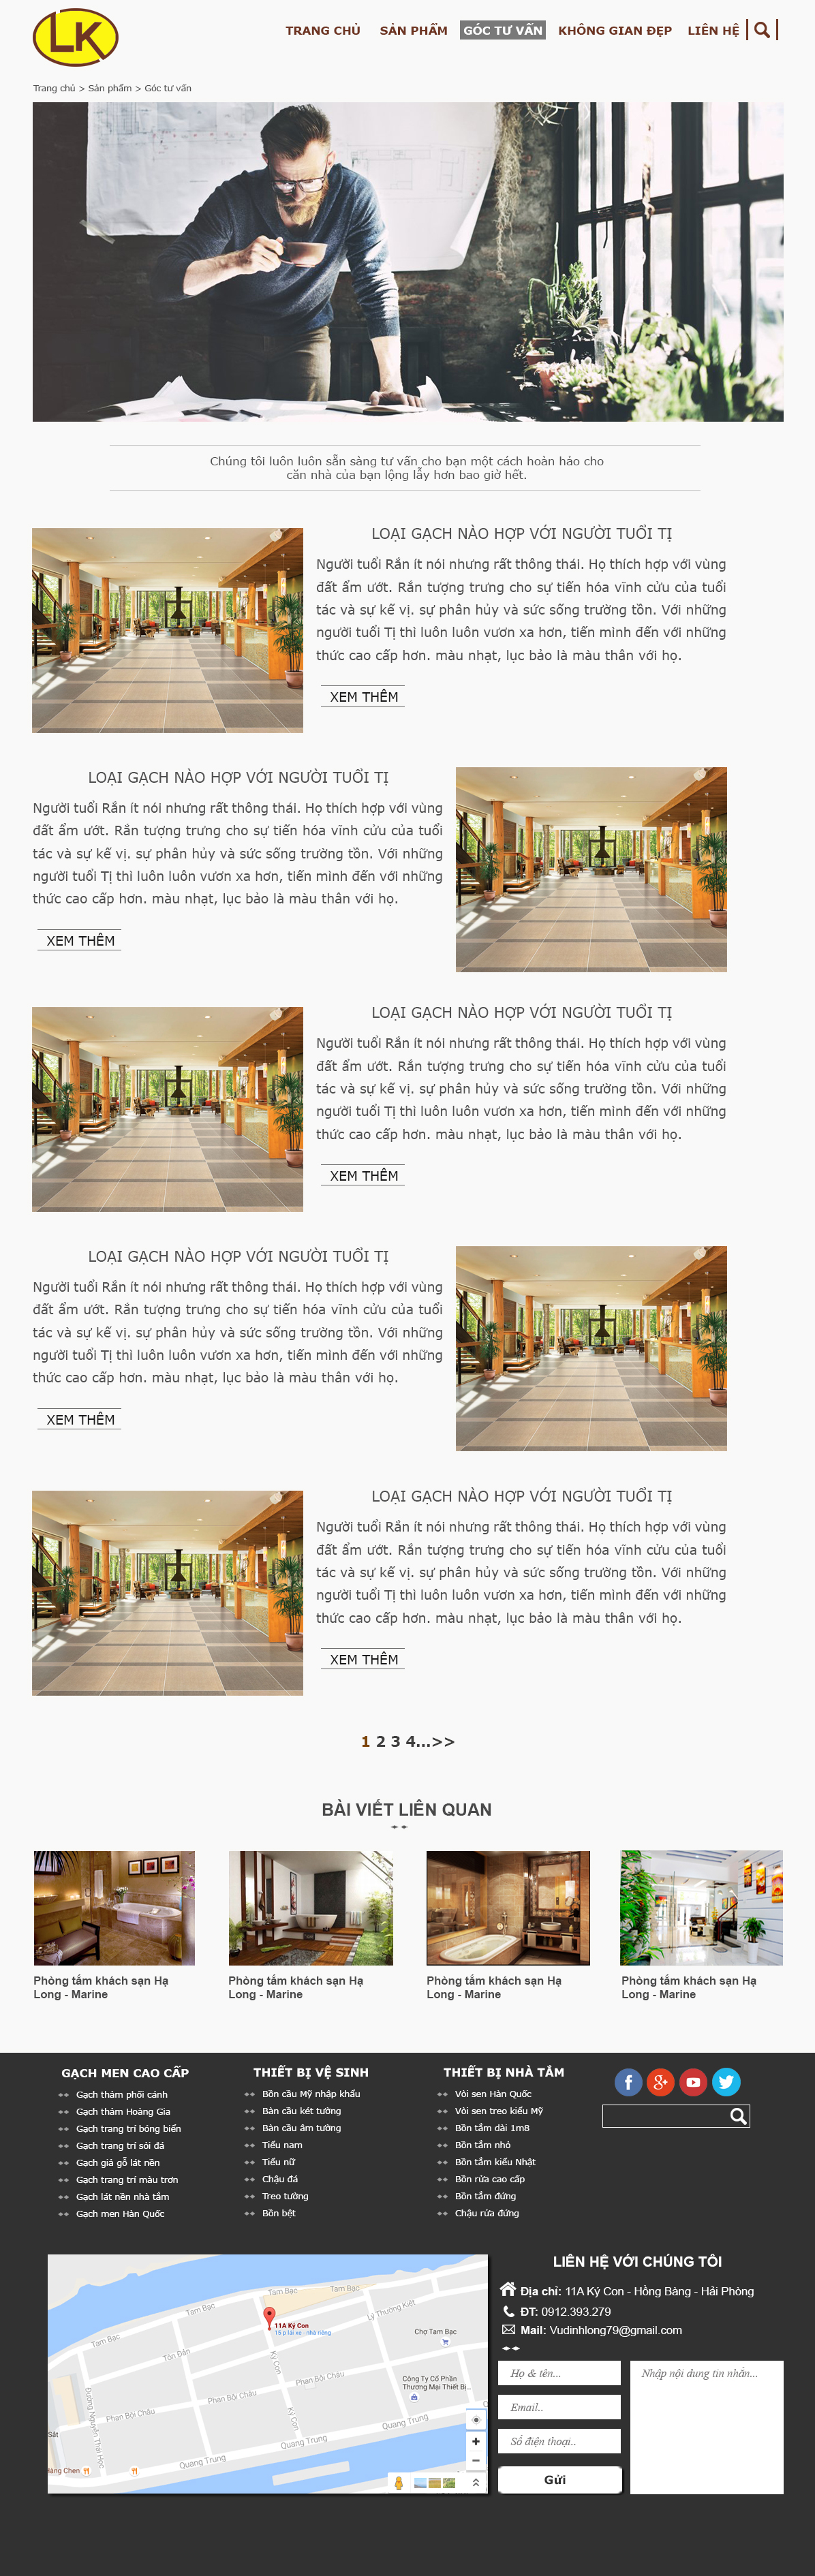 LK
TRANG CHỦ SẢN PHẨM GÓC TƯ VẤN KHÔNG GIAN ĐẸP LIÊN HỆ
Trang chủ > Sản phẩm > Góc tư vấn
Chúng tôi luôn luôn sẵn sàng tư vấn cho bạn một cách hoàn hảo cho
căn nhà của bạn lộng lẫy hơn bao giờ hết.
LOẠI GẠCH NÀO HỢP VỚI NGƯỜI TUỔI TỊ
Người tuổi Rắn ít nói nhưng rất thông thái. Họ thích hợp với vùng
đất ẩm ướt. Rắn tượng trưng cho sự tiến hóa vĩnh cửu của tuổi
tác và sự kế vị. sự phân hủy và sức sống trường tồn. Với những
người tuổi Tị thì luôn luôn vươn xa hơn, tiến mình đến với những
thức cao cấp hơn. màu nhạt, lục bảo là màu thân với họ.
XEM THÊM
LOẠI GẠCH NÀO HỢP VỚI NGƯỜI TUỔI TỊ
Người tuổi Rắn ít nói nhưng rất thông thái. Họ thích hợp với vùng
đất ẩm ướt. Rắn tượng trưng cho sự tiến hóa vĩnh cửu của tuổi
tác và sự kế vị. sự phân hủy và sức sống trường tồn. Với những
người tuổi Tị thì luôn luôn vươn xa hơn, tiến mình đến với những
thức cao cấp hơn. màu nhạt, lục bảo là màu thân với họ.
XEM THÊM
LOẠI GẠCH NÀO HỢP VỚI NGƯỜI TUỔI TỊ
Người tuổi Rắn ít nói nhưng rất thông thái. Họ thích hợp với vùng
đất ẩm ướt. Rắn tượng trưng cho sự tiến hóa vĩnh cửu của tuổi
tác và sự kế vị. sự phân hủy và sức sống trường tồn. Với những
người tuổi Tị thì luôn luôn vươn xa hơn, tiến mình đến với những
thức cao cấp hơn. màu nhạt, lục bảo là màu thân với họ.
XEM THÊM
LOẠI GẠCH NÀO HỢP VỚI NGƯỜI TUỔI TỊ
Người tuổi Rắn ít nói nhưng rất thông thái. Họ thích hợp với vùng
đất ẩm ướt. Rắn tượng trưng cho sự tiến hóa vĩnh cửu của tuổi
tác và sự kế vị. sự phân hủy và sức sống trường tồn. Với những
người tuổi Tị thì luôn luôn vươn xa hơn, tiến mình đến với những
thức cao cấp hơn. màu nhạt, lục bảo là màu thân với họ.
XEM THÊM
LOẠI GẠCH NÀO HỢP VỚI NGƯỜI TUỔI TỊ
Người tuổi Rắn ít nói nhưng rất thông thái. Họ thích hợp với vùng
đất ẩm ướt. Rắn tượng trưng cho sự tiến hóa vĩnh cửu của tuổi
tác và sự kế vị. sự phân hủy và sức sống trường tồn. Với những
người tuổi Tị thì luôn luôn vươn xa hơn, tiến mình đến với những
thức cao cấp hơn. màu nhạt, lục bảo là màu thân với họ.
XEM THÊM
1 2 3 4...>>
BÀI VIẾT LIÊN QUAN
Phòng tắm khách sạn Hạ
Long - Marine
Phòng tắm khách sạn Hạ
Long - Marine
Phòng tắm khách sạn Hạ
Long - Marine
Phòng tắm khách sạn Hạ
Long - Marine
GẠCH MEN CAO CẤP
Gạch thảm phối cảnh
Gạch thảm Hoàng Gia
Gạch trang trí bóng biển
Gạch trang trí sỏi đá
Gạch giả gỗ lát nền
Gạch trang trí màu trơn
Gạch lát nền nhà tắm
Gạch men Hàn Quốc
THIẾT BỊ VỆ SINH
Bồn cầu Mỹ nhập khẩu
Bàn cầu két tường
Bàn cầu âm tường
Tiểu nam
Tiểu nữ
Chậu đá
Treo tường
Bồn bệt
THIẾT BỊ NHÀ TẮM
Vòi sen Hàn Quốc
Vòi sen treo kiểu Mỹ
Bồn tắm dài 1m8
Bồn tắm nhỏ
Bồn tắm kiểu Nhật
Bồn rửa cao cấp
Bồn tắm đứng
Chậu rửa đứng
Tam Bạc
Tam Bạc
Tam Bạc
Lý Thường Kiệt
11A Kỳ Con
15 p lái xe - nhà riêng
Chợ Tam Bạc
Tôn Đản
Kỳ Con
Công Ty Cổ Phần
Thương Mại Thiết Bị...
Phan Bội Châu
Phan Bội Châu
Phan Bội Châu
Đường Nguyễn Thái Học
Kỳ Con
Quang Trung
Quang Trung
Quang Trung
Sắt
Hàng Chen
LIÊN HỆ VỚI CHÚNG TÔI
Địa chỉ: 11A Ký Con - Hồng Bàng - Hải Phòng
ĐT: 0912.393.279
Mail: Vudinhlong79@gmail.com
Họ & tên...
Email..
Số điện thoại..
Gửi
Nhập nội dung tin nhắn...